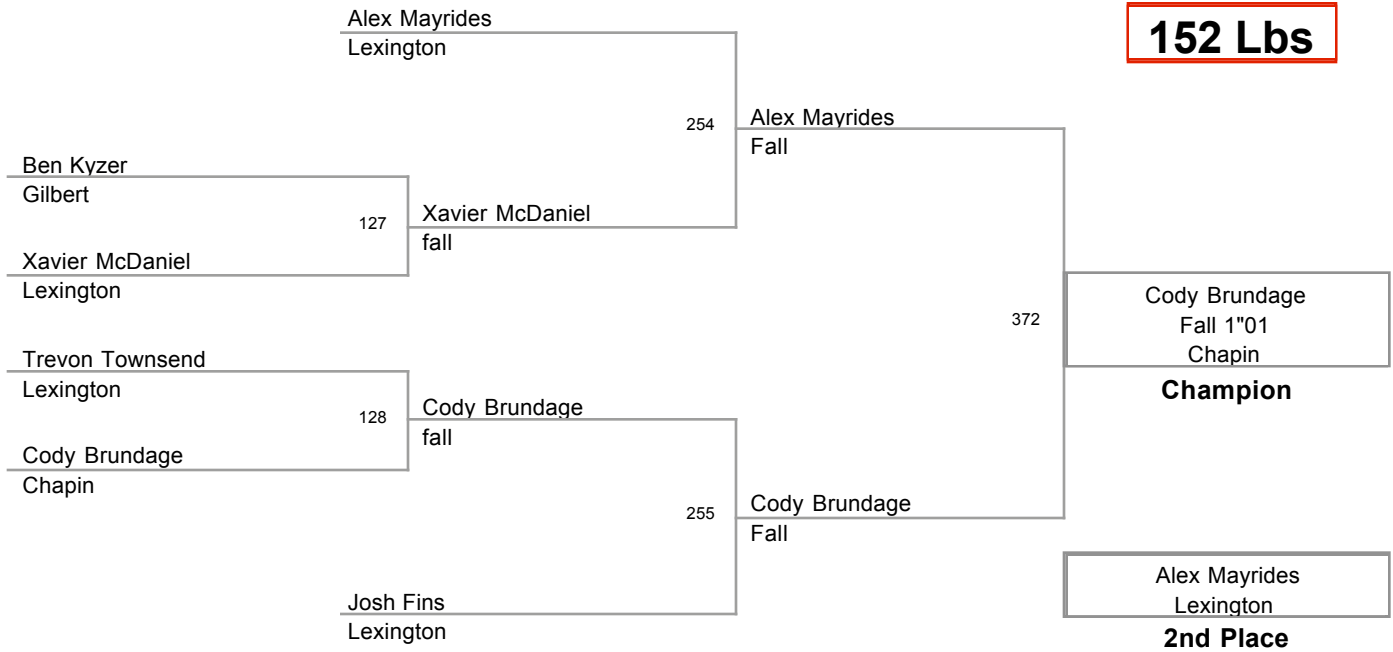 Alex Mayrides
Lexington
152 Lbs
254
Alex Mayrides
Fall
Ben Kyzer
Gilbert
127
Xavier McDaniel
fall
Xavier McDaniel
Lexington
372
Cody Brundage
Fall 1"01
Chapin
Champion
Trevon Townsend
Lexington
128
Cody Brundage
fall
Cody Brundage
Chapin
255
Cody Brundage
Fall
Josh Fins
Lexington
Alex Mayrides
Lexington
2nd Place